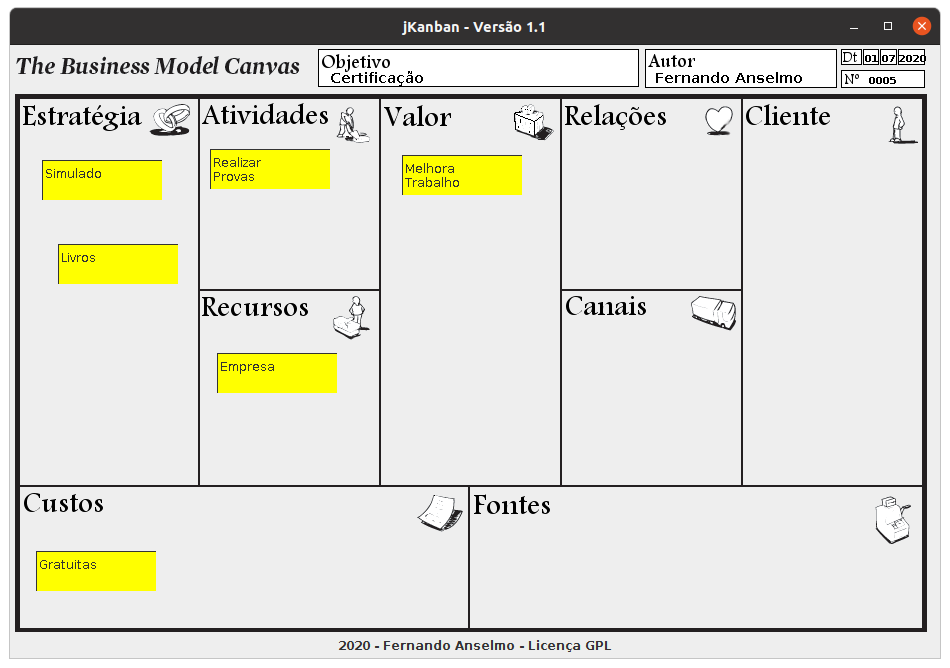 jKanban - Versão 1.1
The Business Model Canvas
Objetivo
Certificação
Autor
Fernando Anselmo
Dt 01 07 2020
Nº 0005
Estratégia
Simulado
Livros
Atividades
Realizar
Provas
Recursos
Empresa
Valor
Melhora
Trabalho
Relações
Canais
Cliente
Custos
Gratuitas
Fontes
2020 - Fernando Anselmo - Licença GPL